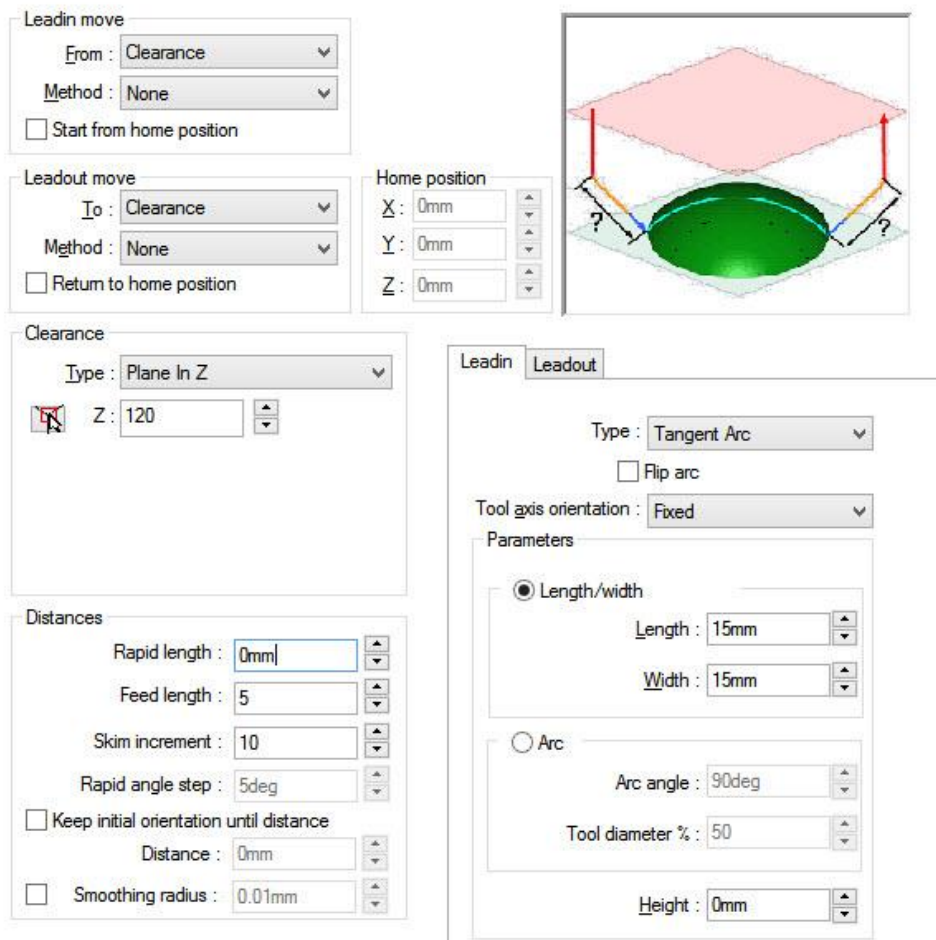 Leadin move
From : Clearance
Method : None
Start from home position
Leadout move
To : Clearance
Method : None
Return to home position
Home position
X : 0mm
Y : 0mm
Z : 0mm
? ?
Clearance
Type : Plane In Z
Z : 120
Distances
Rapid length : 0mm
Feed length : 5
Skim increment : 10
Rapid angle step : 5deg
Keep initial orientation until distance
Distance : 0mm
Smoothing radius : 0.01mm
Leadin Leadout
Type : Tangent Arc
Flip arc
Tool axis orientation : Fixed
Parameters
Length/width
Length : 15mm
Width : 15mm
Arc
Arc angle : 90deg
Tool diameter % : 50
Height : 0mm